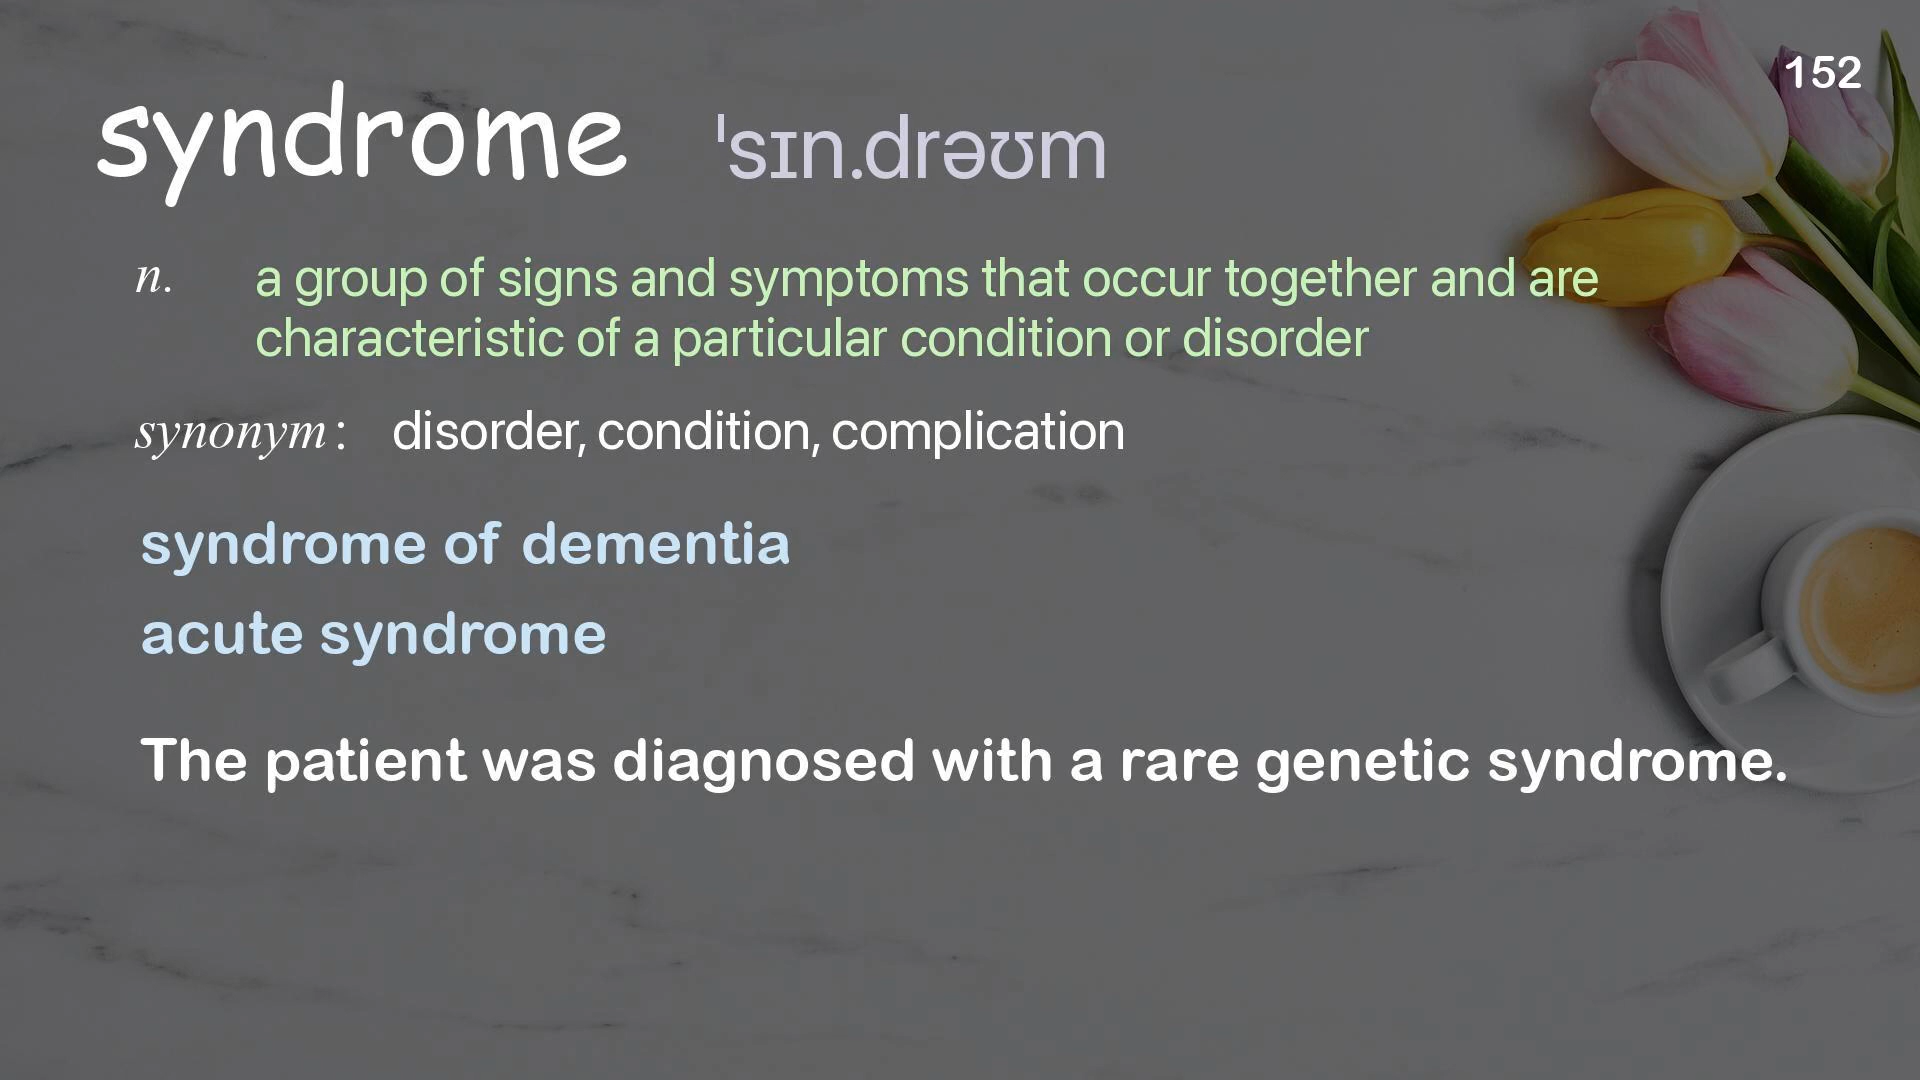 152
syndrome ˈsɪn.drəʊm
n. a group of signs and symptoms that occur together and are
characteristic of a particular condition or disorder
synonym : disorder, condition, complication
syndrome of dementia
acute syndrome
The patient was diagnosed with a rare genetic syndrome.